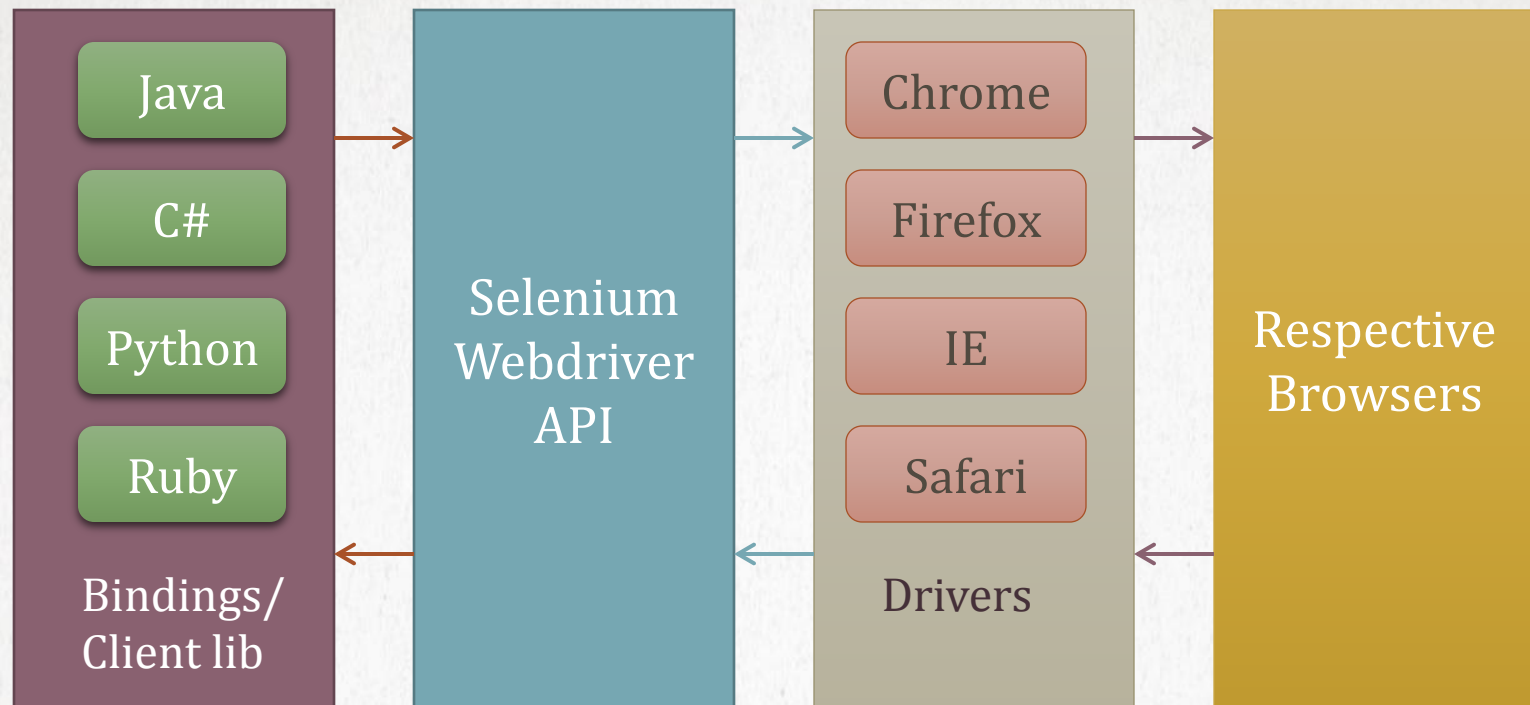 Java
C#
Python
Ruby
Bindings/
Client lib
Selenium
Webdriver
API
Chrome
Firefox
IE
Safari
Drivers
Respective
Browsers